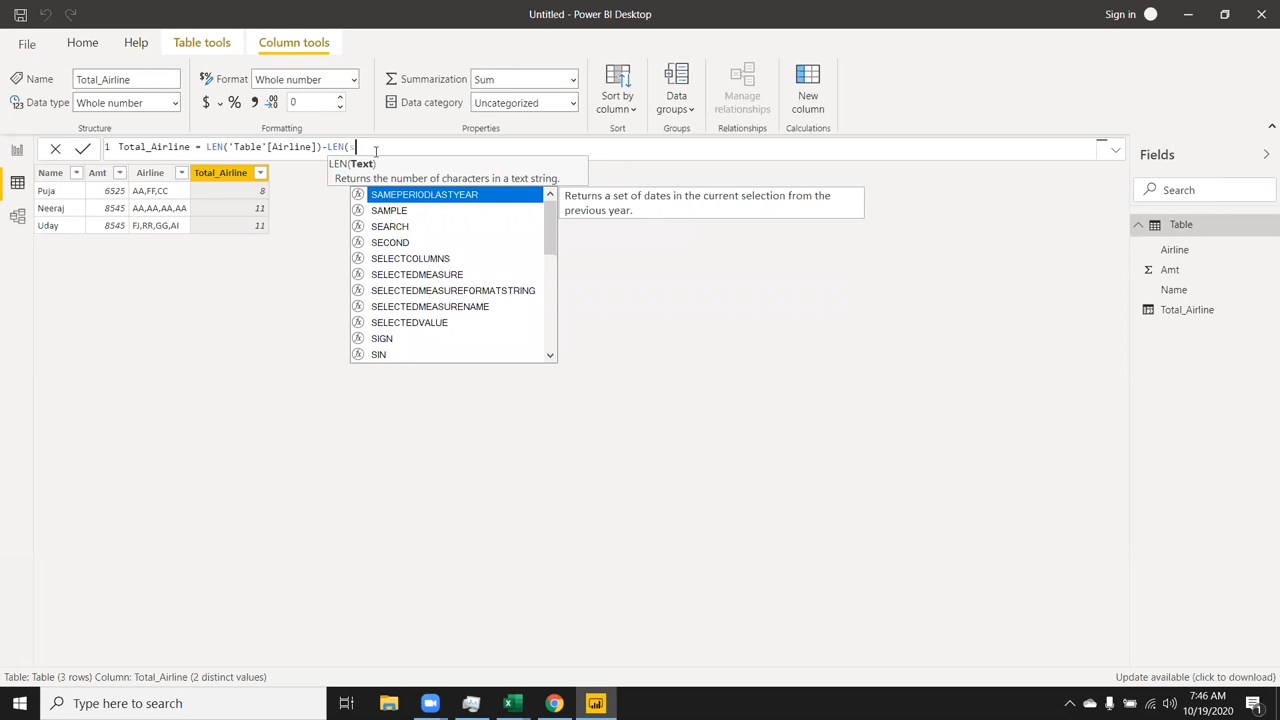 Untitled - Power BI Desktop
Sign in
File
Home
Help
Table tools
Column tools
Name
Total_Airline
Format
Whole number
Summarization
Sum
Data type
Whole number
$ % 9 .00 0
Data category
Uncategorized
Sort by column
Data groups
Manage relationships
New column
Structure
Formatting
Properties
Sort
Groups
Relationships
Calculations
1 Total_Airline = LEN('Table'[Airline])-LEN(s
LEN(Text)
Returns the number of characters in a text string.
Name Amt Airline Total_Airline
Puja 6525 AA,FF,CC 8
Neeraj 8545 AA,AA,AA,AA 11
Uday 8545 FJ,RR,GG,AI 11
SAMEPERIODLASTYEAR
SAMPLE
SEARCH
SECOND
SELECTCOLUMNS
SELECTEDMEASURE
SELECTEDMEASUREFORMATSTRING
SELECTEDMEASURENAME
SELECTEDVALUE
SIGN
SIN
Returns a set of dates in the current selection from the
previous year.
Fields
Search
Table
Airline
Σ Amt
Name
Total_Airline
Table: Table (3 rows) Column: Total_Airline (2 distinct values)
Update available (click to download)
Type here to search
7:46 AM
10/19/2020